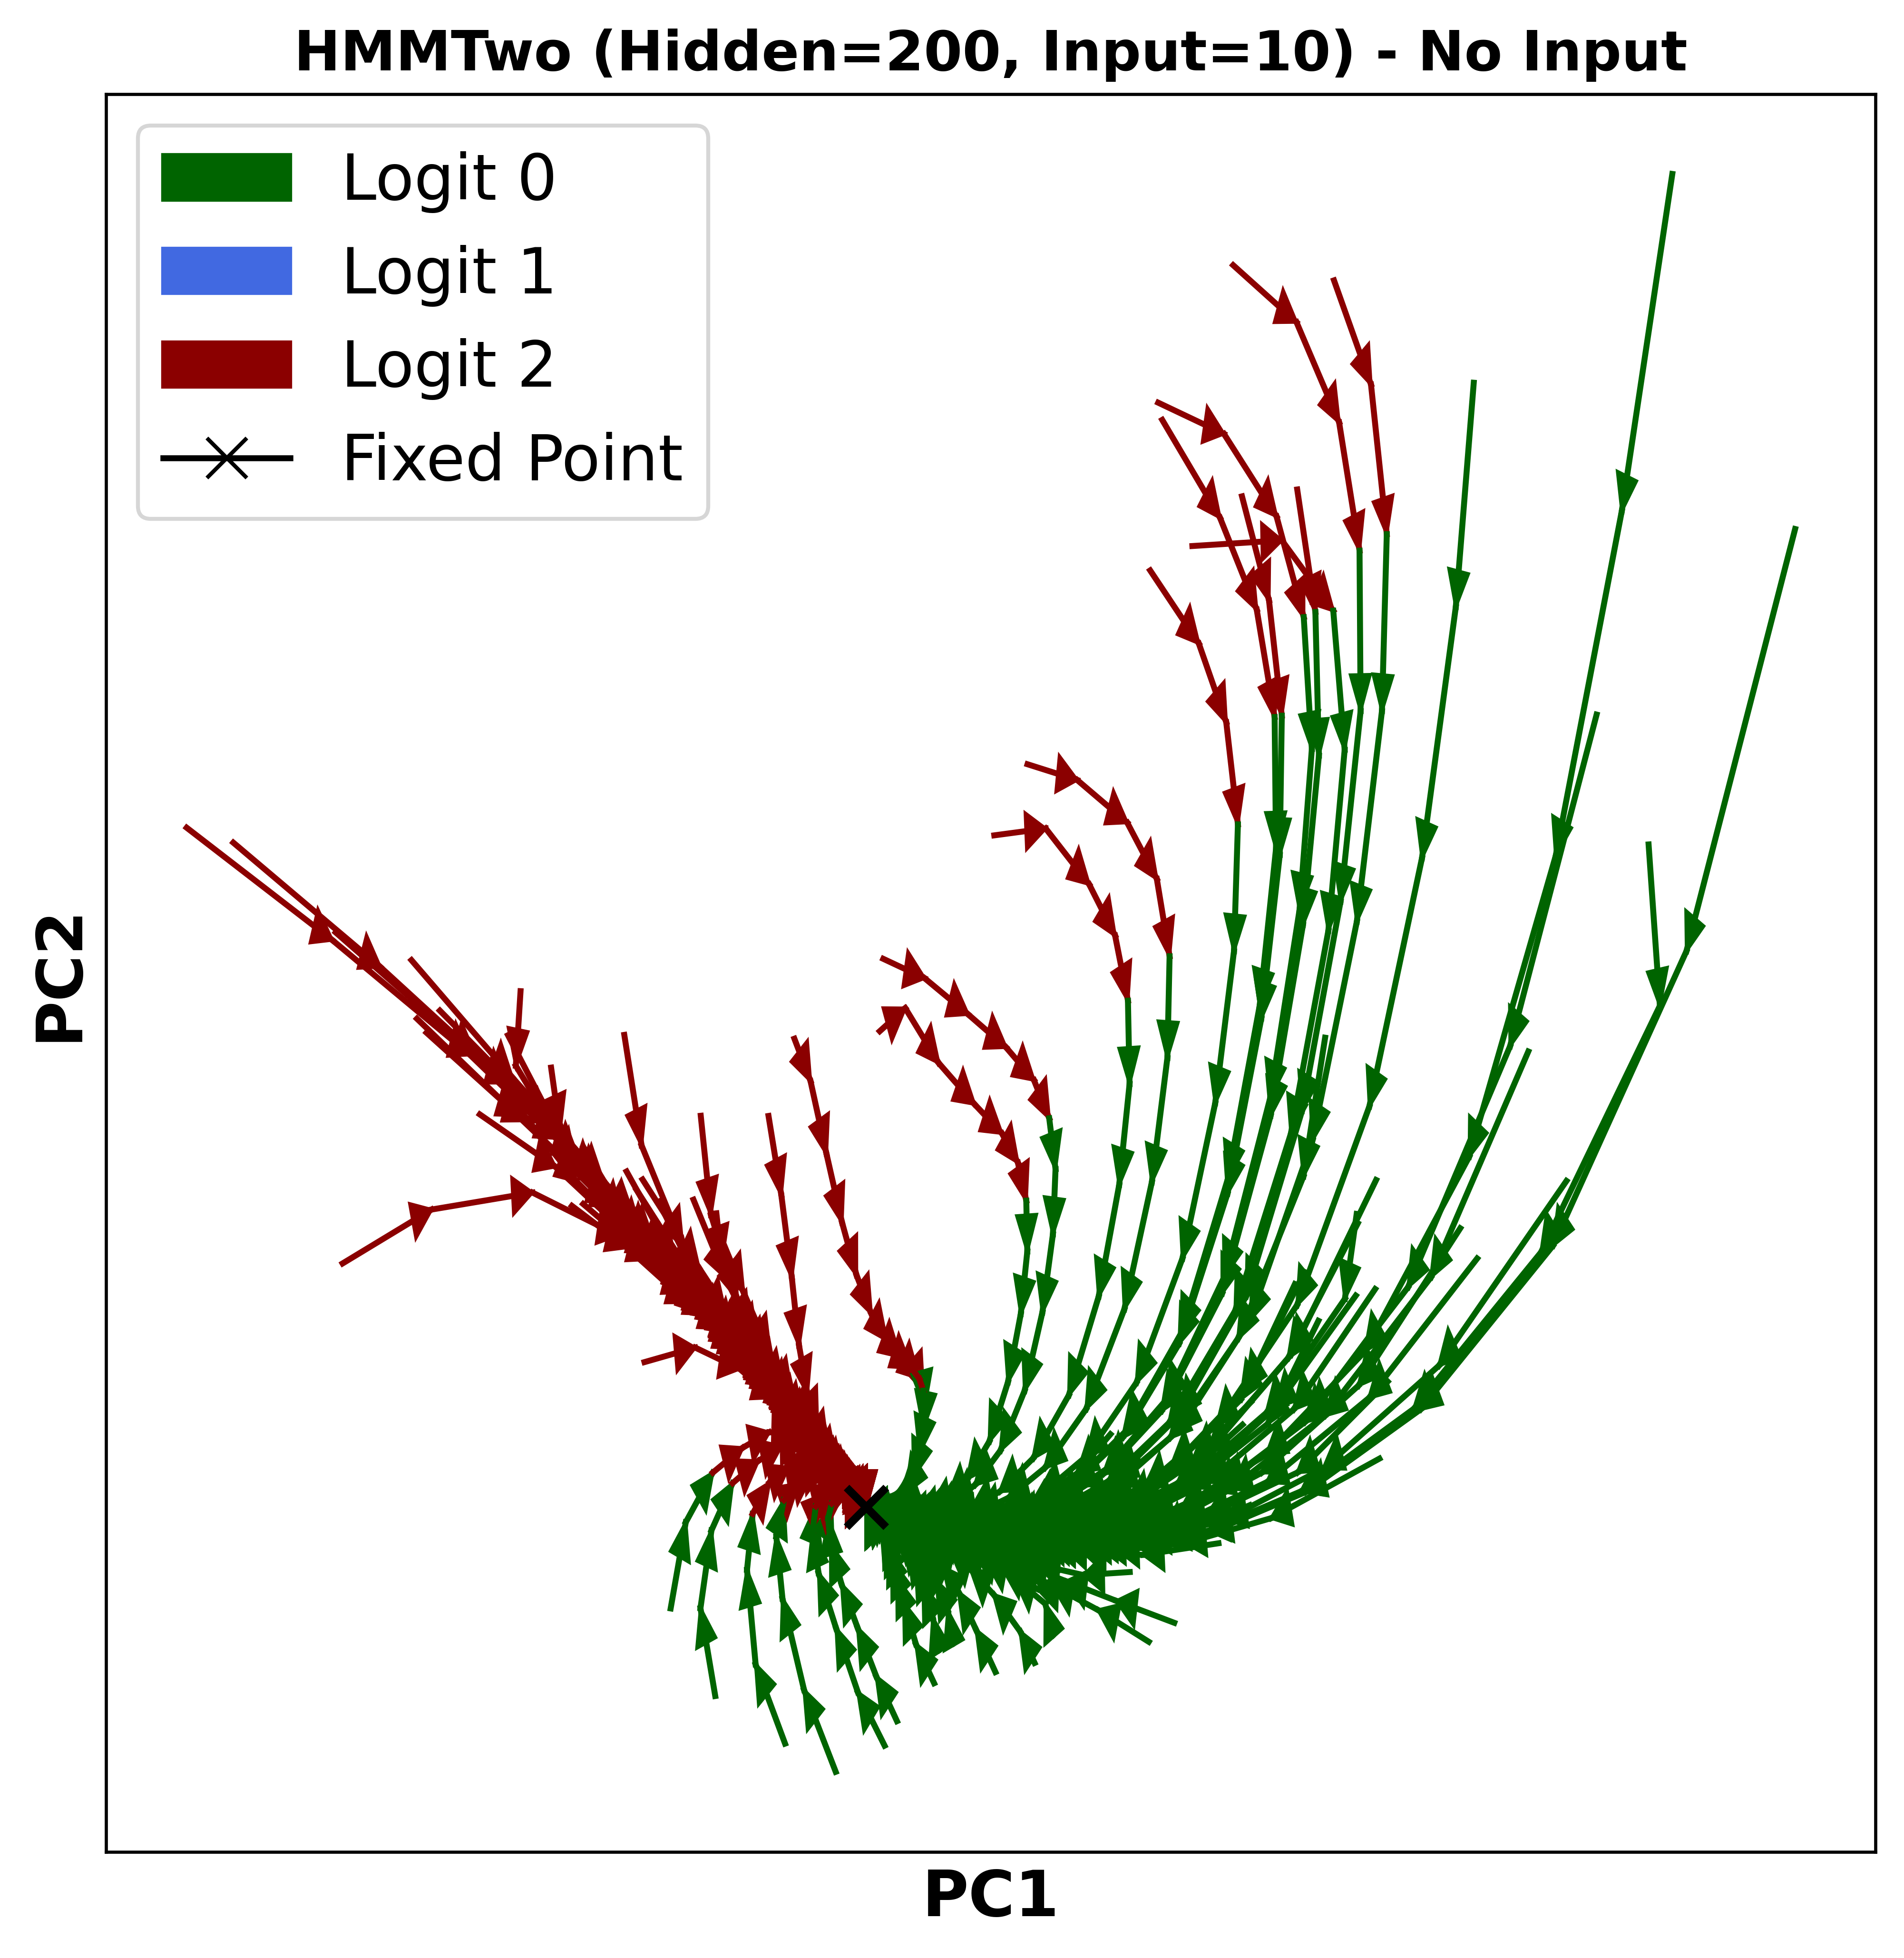 HMMTwo (Hidden=200, Input=10) - No Input
Logit 0
Logit 1
Logit 2
Fixed Point
PC2
PC1